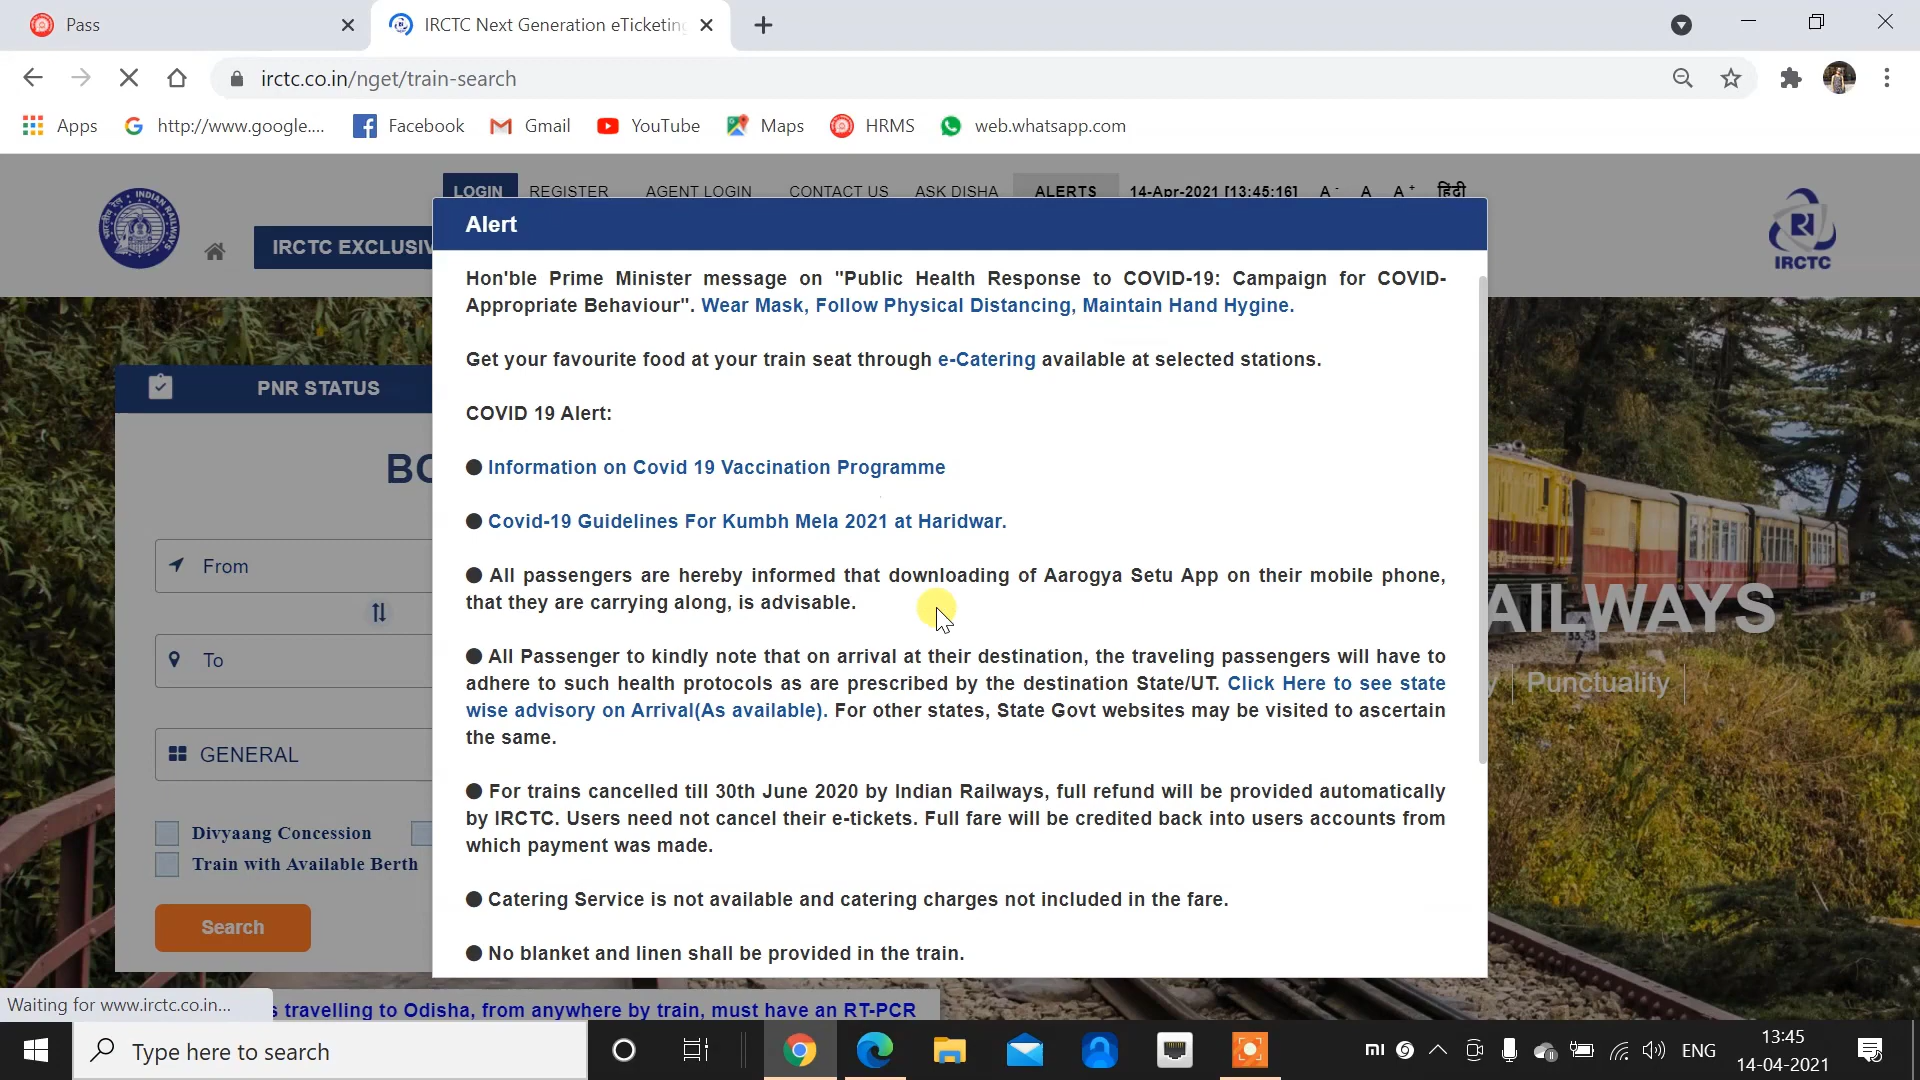 Pass
IRCTC Next Generation eTicketing
irctc.co.in/nget/train-search
Apps http://www.google.... Facebook Gmail YouTube Maps HRMS web.whatsapp.com
LOGIN REGISTER AGENT LOGIN CONTACT US ASK DISHA ALERTS 14-Apr-2021 [13:45:16] A- A A+ हिंदी
INDIAN RAILWAYS
IRCTC EXCLUSIV
IRCTC
Alert
Hon'ble Prime Minister message on "Public Health Response to COVID-19: Campaign for COVID-
Appropriate Behaviour". Wear Mask, Follow Physical Distancing, Maintain Hand Hygine.
Get your favourite food at your train seat through e-Catering available at selected stations.
COVID 19 Alert:
● Information on Covid 19 Vaccination Programme
● Covid-19 Guidelines For Kumbh Mela 2021 at Haridwar.
● All passengers are hereby informed that downloading of Aarogya Setu App on their mobile phone,
that they are carrying along, is advisable.
● All Passenger to kindly note that on arrival at their destination, the traveling passengers will have to
adhere to such health protocols as are prescribed by the destination State/UT. Click Here to see state
wise advisory on Arrival(As available). For other states, State Govt websites may be visited to ascertain
the same.
● For trains cancelled till 30th June 2020 by Indian Railways, full refund will be provided automatically
by IRCTC. Users need not cancel their e-tickets. Full fare will be credited back into users accounts from
which payment was made.
● Catering Service is not available and catering charges not included in the fare.
● No blanket and linen shall be provided in the train.
PNR STATUS
BO
From
To
GENERAL
Divyaang Concession
Train with Available Berth
Search
AILWAYS
y | Punctuality |
Waiting for www.irctc.co.in...
s travelling to Odisha, from anywhere by train, must have an RT-PCR
Type here to search
ENG
13:45
14-04-2021